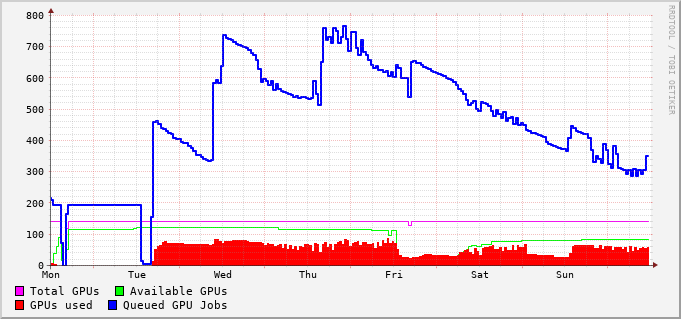 800
700
600
500
400
300
200
100
0
Mon Tue Wed Thu Fri Sat Sun
Total GPUs Available GPUs
GPUs used Queued GPU Jobs
RRDTOOL / TOBI OETIKER